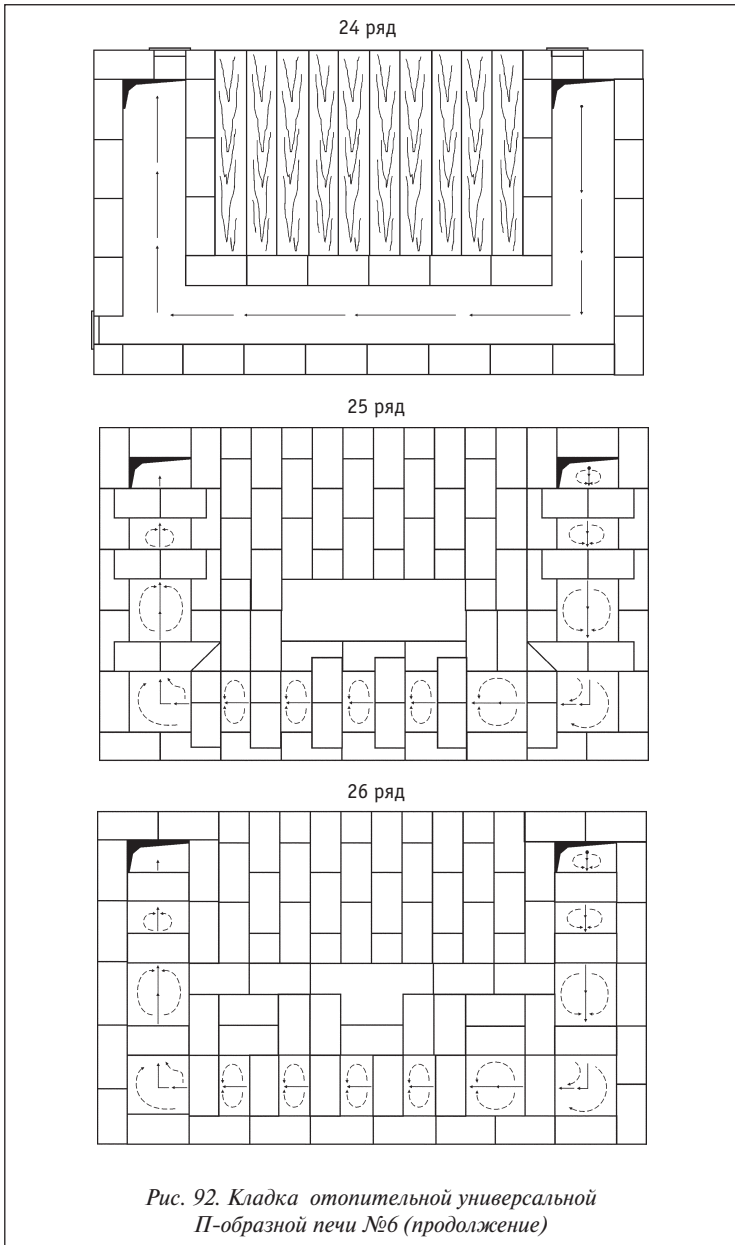 24 ряд
25 ряд
26 ряд
Рис. 92. Кладка отопительной универсальной
П-образной печи №6 (продолжение)